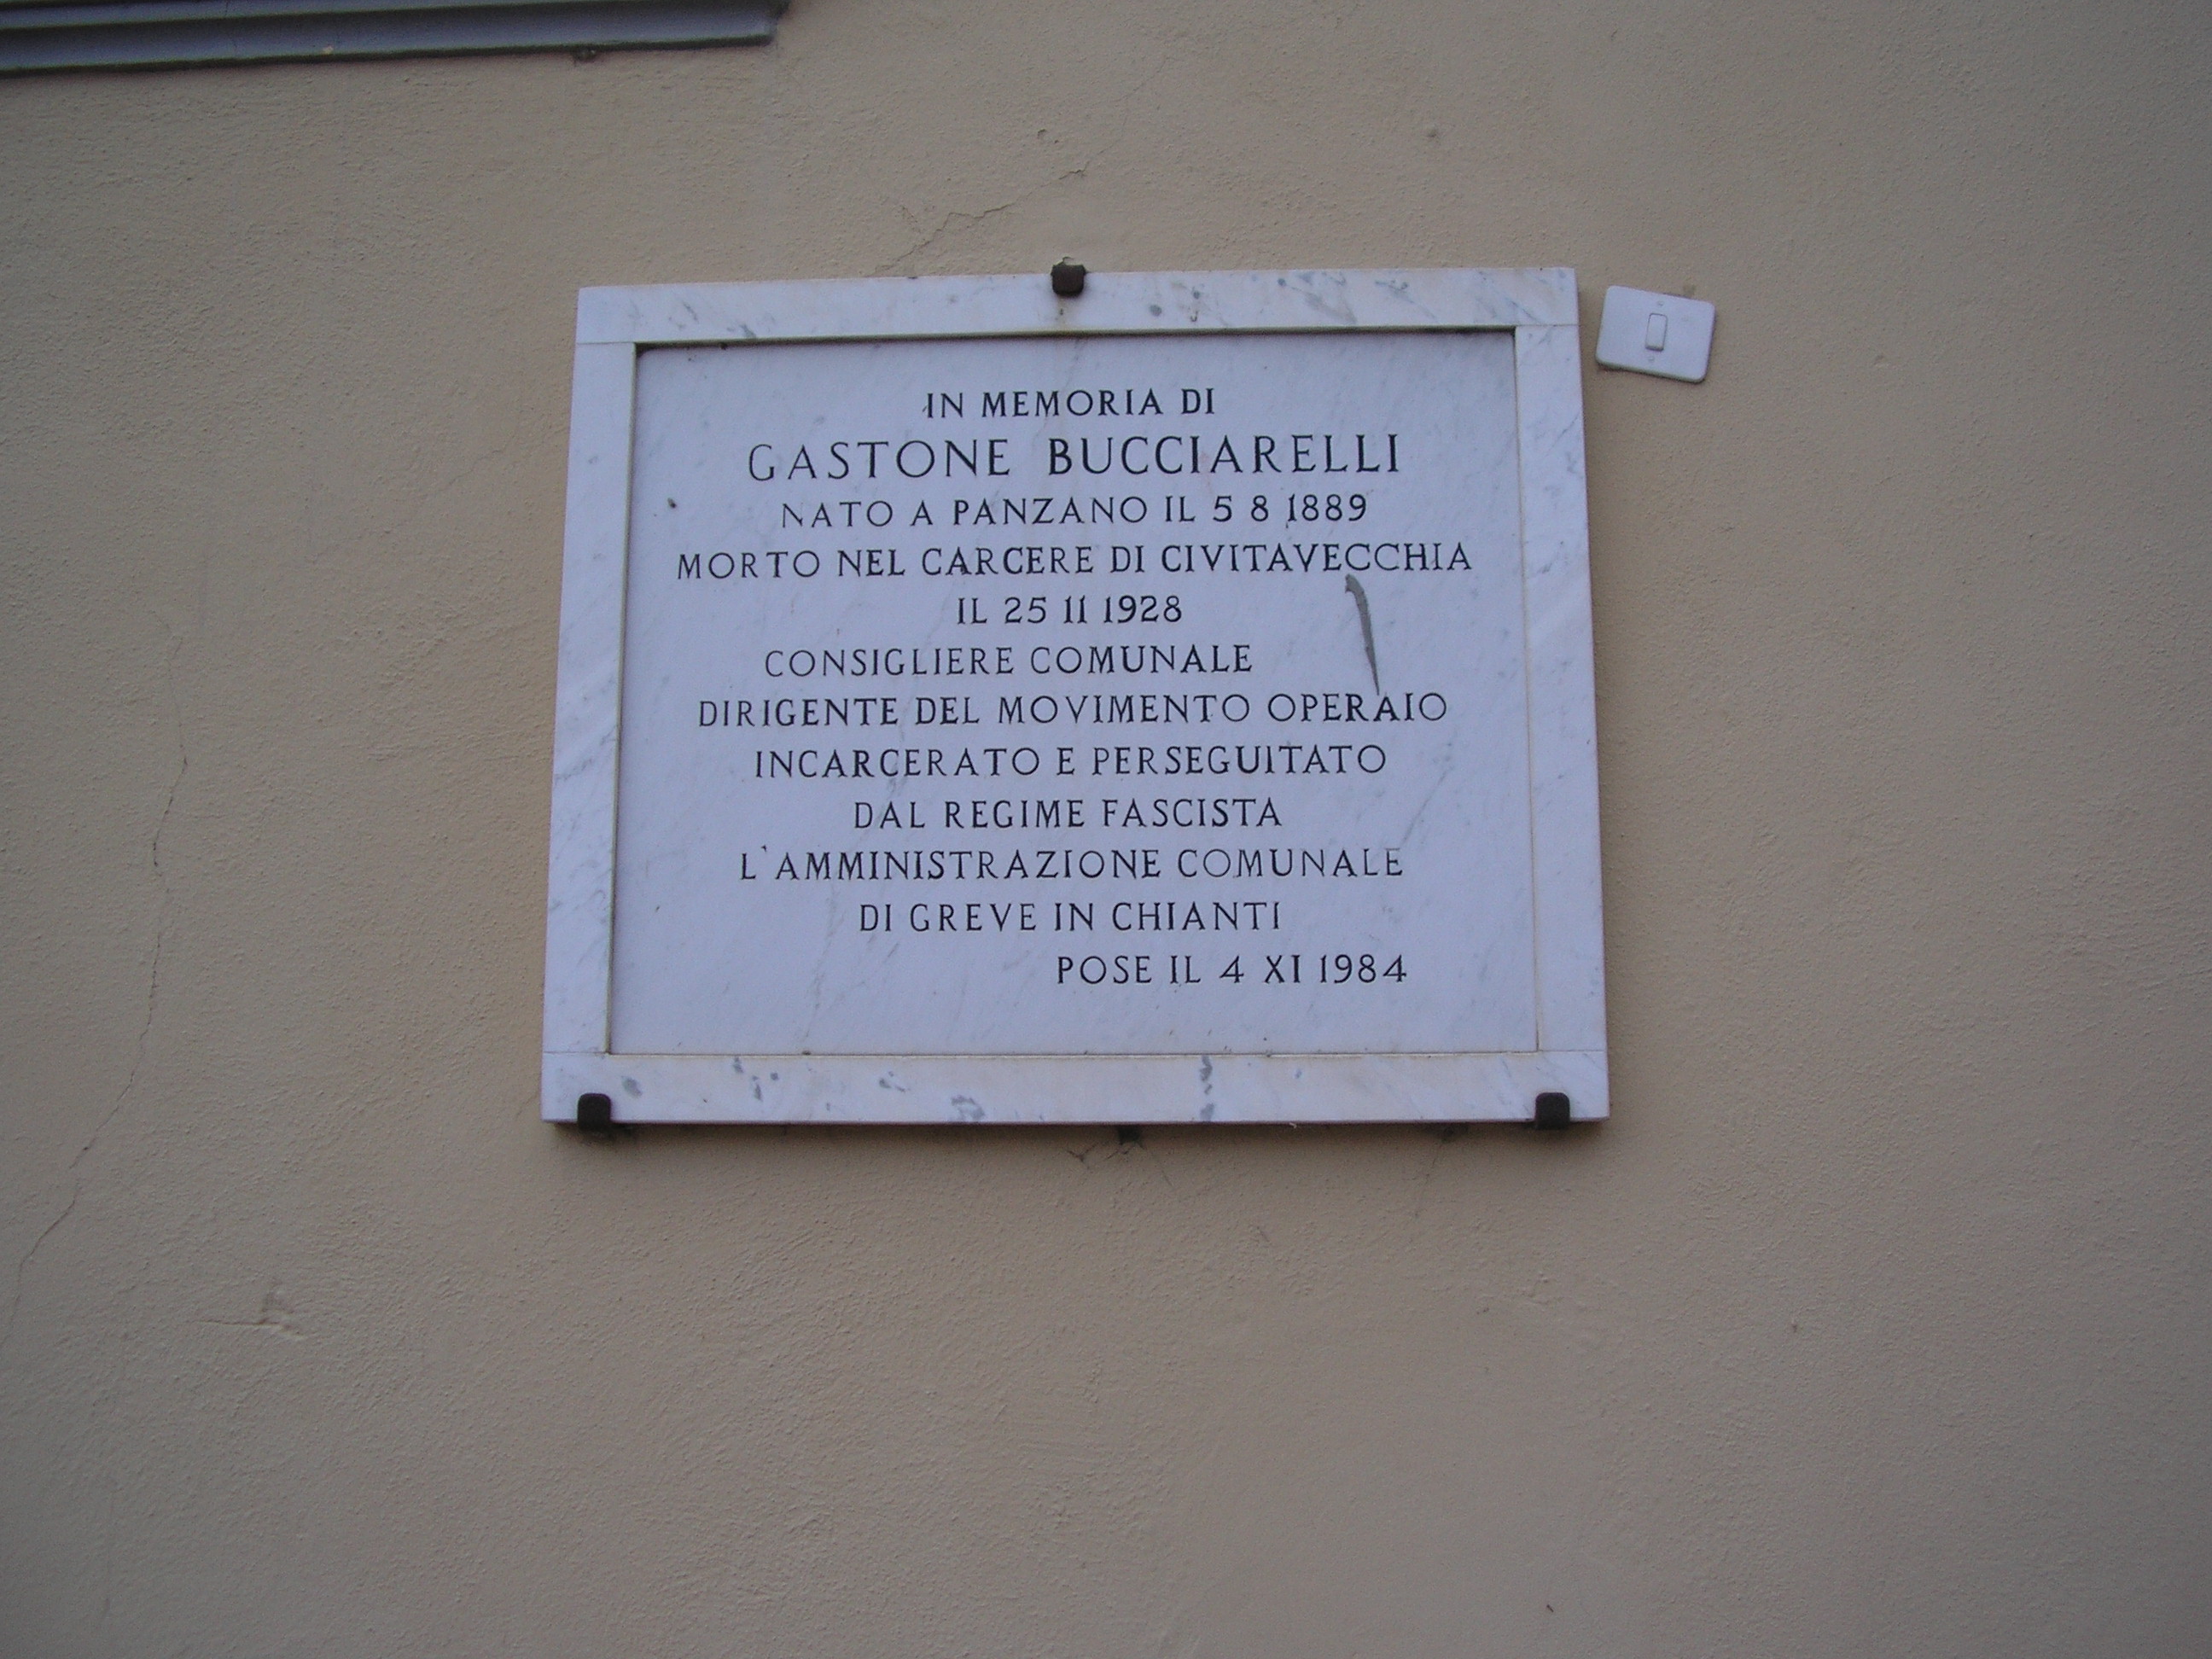 IN MEMORIA DI
GASTONE BUCCIARELLI
NATO A PANZANO IL 5 8 1889
MORTO NEL CARCERE DI CIVITAVECCHIA
IL 25 11 1928
CONSIGLIERE COMUNALE
DIRIGENTE DEL MOVIMENTO OPERAIO
INCARCERATO E PERSEGUITATO
DAL REGIME FASCISTA
L'AMMINISTRAZIONE COMUNALE
DI GREVE IN CHIANTI
POSE IL 4 XI 1984